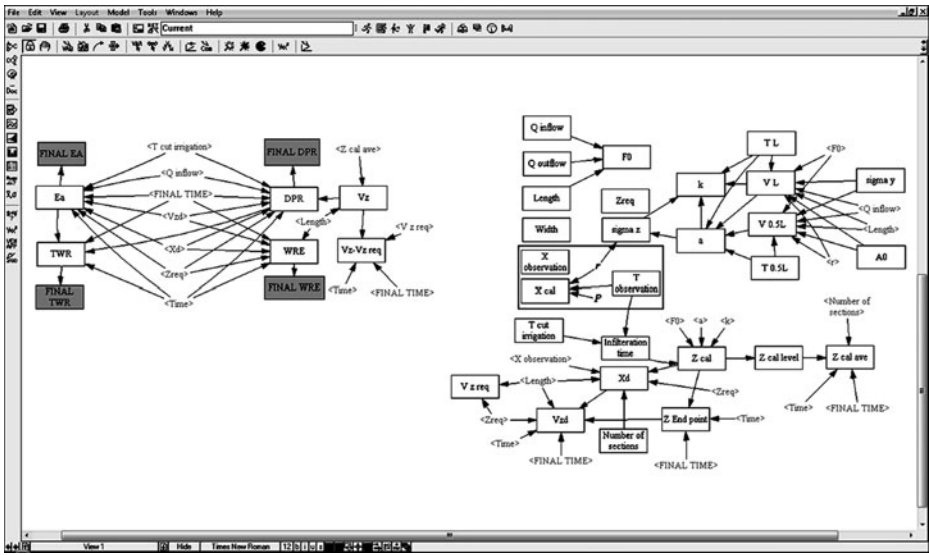 File Edit View Layout Model Tools Windows Help
Current
Doc
Q inflow
Q outflow
F0
Length
Width
Zreq
sigma z
T L
k
V L
<F0>
sigma y
<Q inflow>
<Length>
a
V 0.5L
T 0.5L
<r>
A0
FINAL EA
<T cut irrigation>
FINAL DPR
<Z cal ave>
<Q inflow>
Ea
<FINAL TIME>
DPR
Vz
<Vzd>
<Length>
<V z req>
TWR
<Xd>
WRE
Vz-Vz req
<Zreq>
FINAL
TWR
<Time>
FINAL WRE
<Time>
<FINAL TIME>
X
observation
X cal
r
P
T
observation
T cut
irrigation
Infilteration
time
<F0>
<a>
<k>
<Number of
sections>
Z cal
Z cal level
Z cal ave
<X observation>
Xd
<Zreq>
<Time>
<FINAL TIME>
V z req
<Length>
<Zreq>
Vzd
Z End point
<Time>
<Time>
Number of
sections
<FINAL TIME>
<FINAL TIME>
View 1
Hide
Times New Roman
12
b i u s